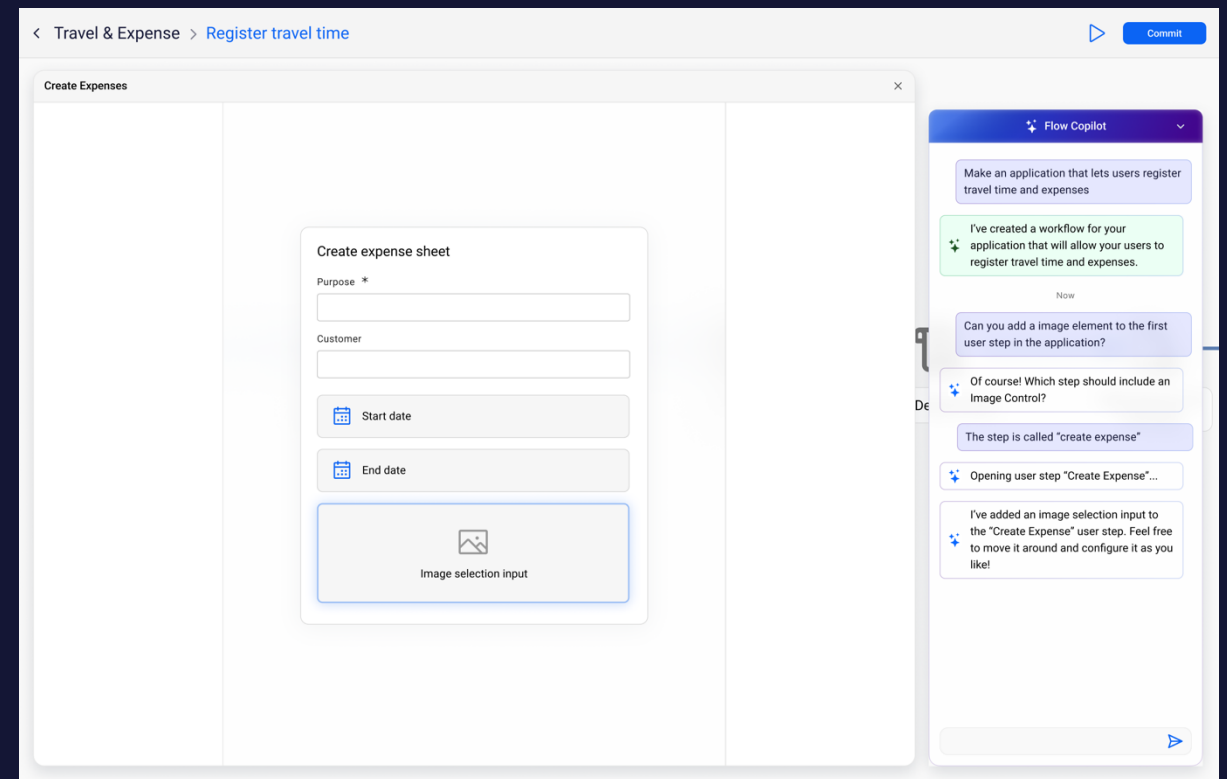 Travel & Expense > Register travel time
Commit
Create Expenses
Create expense sheet
Purpose *
Customer
Start date
End date
Image selection input
Flow Copilot
Make an application that lets users register
travel time and expenses
I've created a workflow for your
application that will allow your users to
register travel time and expenses.
Now
Can you add a image element to the first
user step in the application?
Of course! Which step should include an
Image Control?
The step is called "create expense"
Opening user step "Create Expense"...
I've added an image selection input to
the "Create Expense" user step. Feel free
to move it around and configure it as you
like!
De